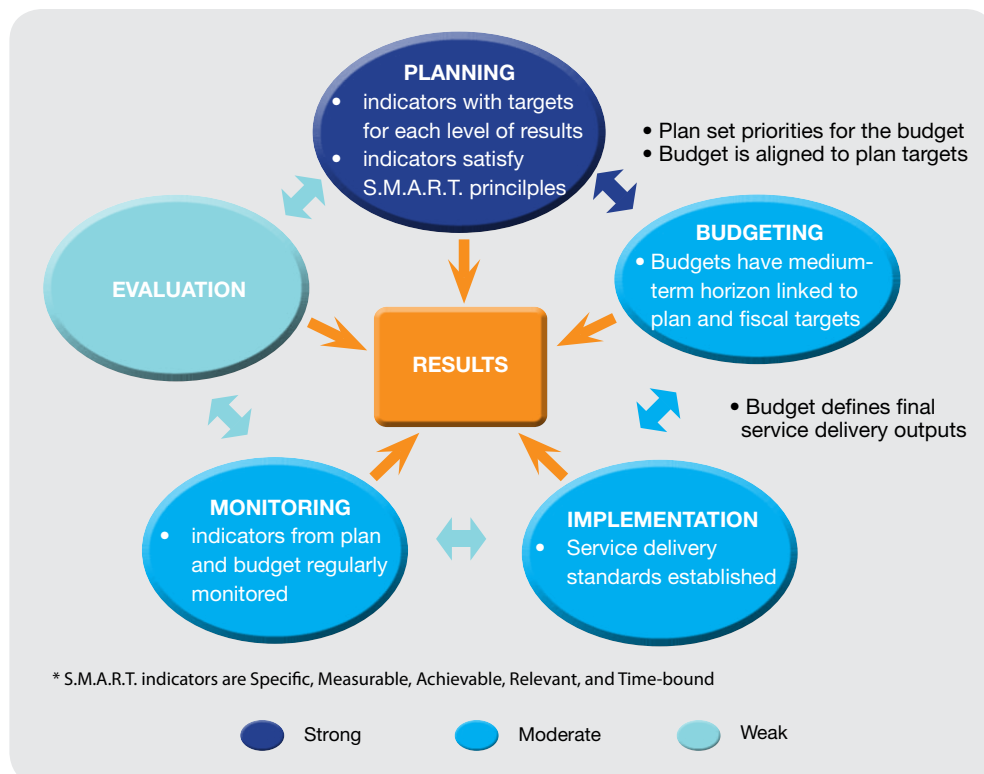 PLANNING
• indicators with targets
for each level of results
• indicators satisfy
S.M.A.R.T. princilples
• Plan set priorities for the budget
• Budget is aligned to plan targets
BUDGETING
• Budgets have medium-
term horizon linked to
plan and fiscal targets
EVALUATION
RESULTS
• Budget defines final
service delivery outputs
MONITORING
• indicators from plan
and budget regularly
monitored
IMPLEMENTATION
• Service delivery
standards established
* S.M.A.R.T. indicators are Specific, Measurable, Achievable, Relevant, and Time-bound
Strong
Moderate
Weak